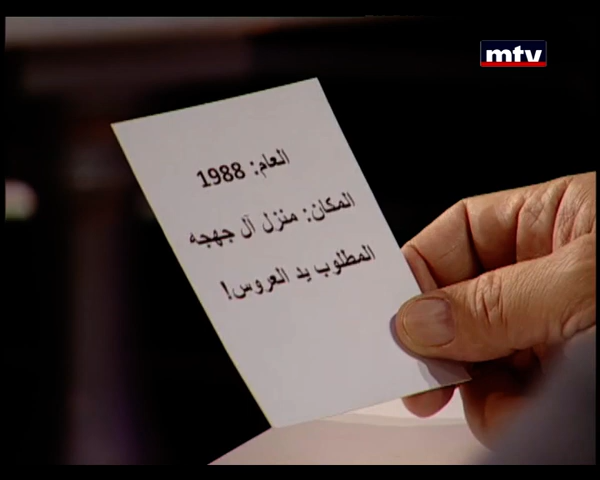 mtv
العام: 1988
المكان: منزل آل جهجه
المطلوب يد العروس!